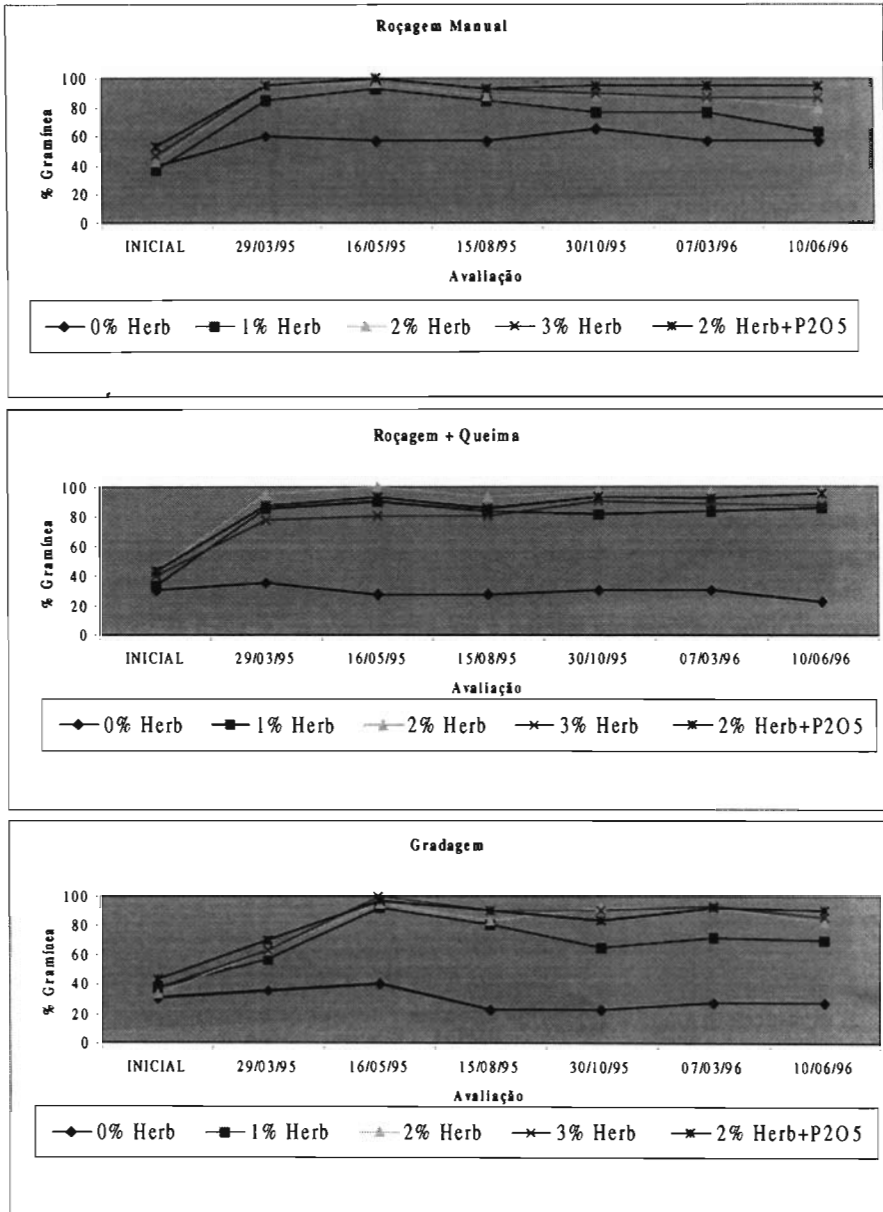 Roçagem Manual
% Gramínea
100
80
60
40
20
0
INICIAL 29/03/95 16/05/95 15/08/95 30/10/95 07/03/96 10/06/96
Avaliação
0% Herb 1% Herb 2% Herb 3% Herb 2% Herb+P2O5
Roçagem + Queima
% Gramínea
100
80
60
40
20
0
INICIAL 29/03/95 16/05/95 15/08/95 30/10/95 07/03/96 10/06/96
Avaliação
0% Herb 1% Herb 2% Herb 3% Herb 2% Herb+P2O5
Gradagem
% Gramínea
100
80
60
40
20
0
INICIAL 29/03/95 16/05/95 15/08/95 30/10/95 07/03/96 10/06/96
Avaliação
0% Herb 1% Herb 2% Herb 3% Herb 2% Herb+P2O5